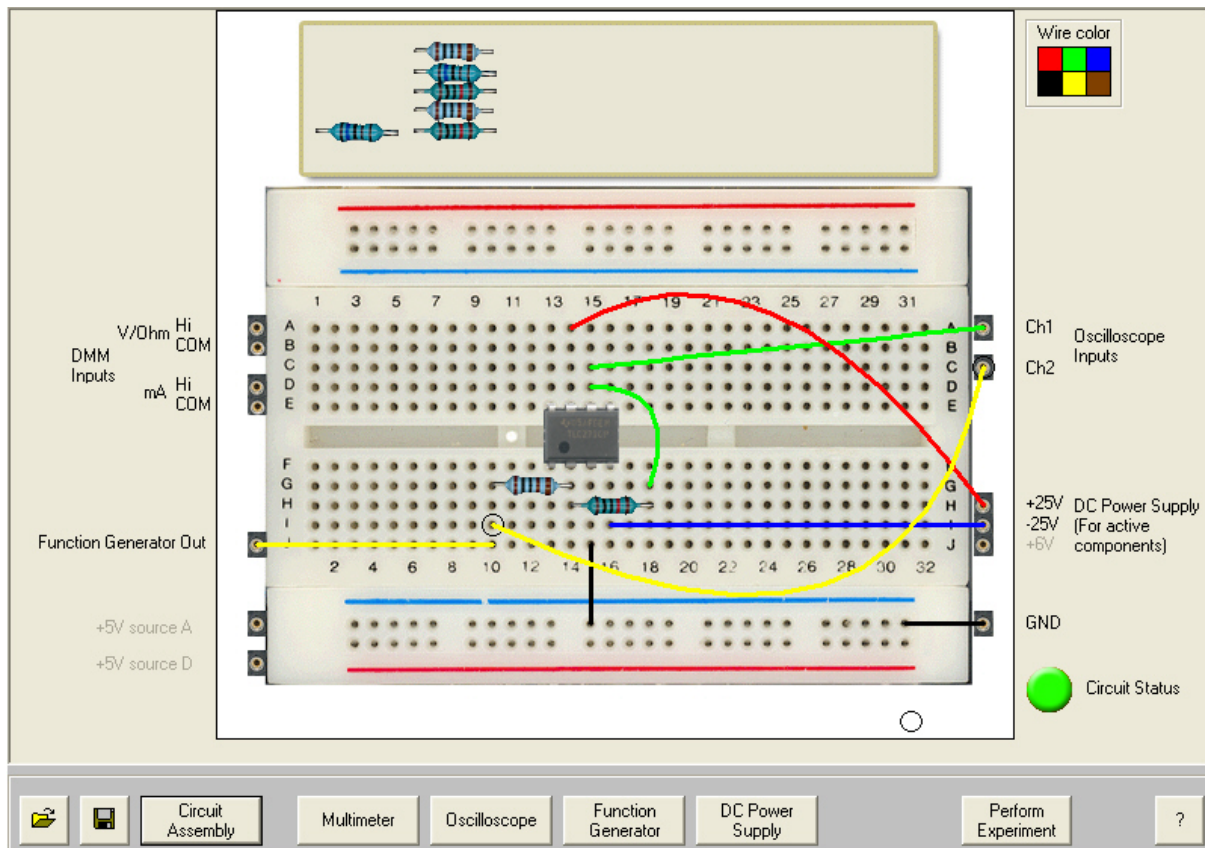 Wire color
1 3 5 7 9 11 13 15 17 19 21 23 25 27 29 31
A
B
C
D
E
A
B
C
D
E
V/Ohm Hi
COM
DMM
Inputs
mA Hi
COM
Ch1
Ch2
Oscilloscope
Inputs
F
G
H
I
J
F
G
H
I
J
Function Generator Out
+25V
-25V
+6V
DC Power Supply
(For active
components)
2 4 6 8 10 12 14 16 18 20 22 24 26 28 30 32
+5V source A
+5V source D
GND
Circuit Status
Circuit
Assembly
Multimeter
Oscilloscope
Function
Generator
DC Power
Supply
Perform
Experiment
?